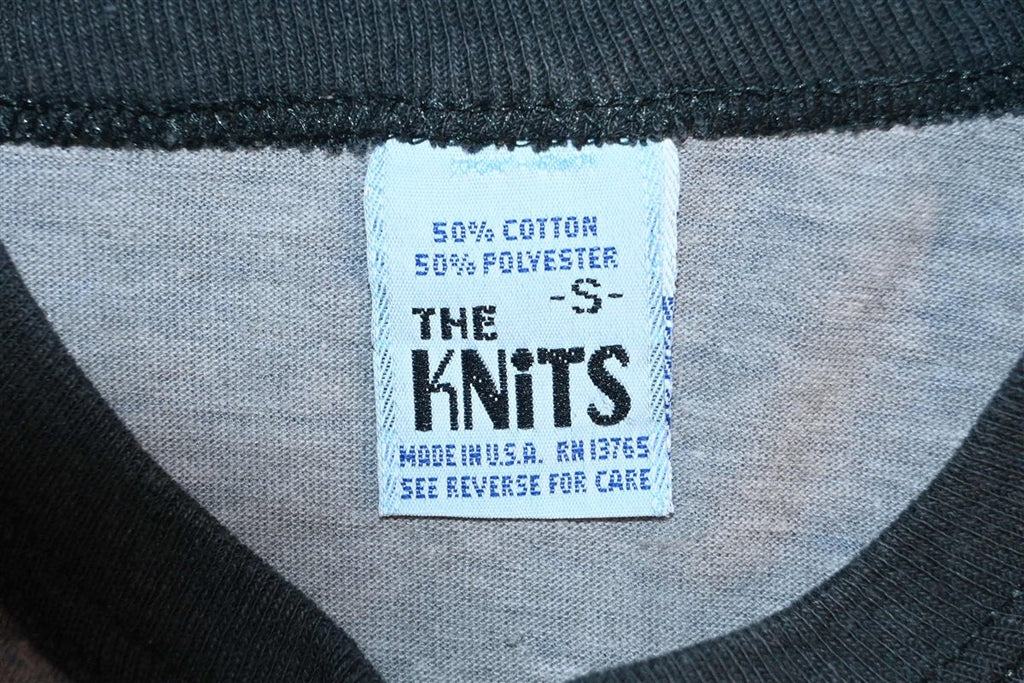 50% COTTON
50% POLYESTER
-S-
THE
KNiTS
MADE IN U.S.A. RN 13765
SEE REVERSE FOR CARE